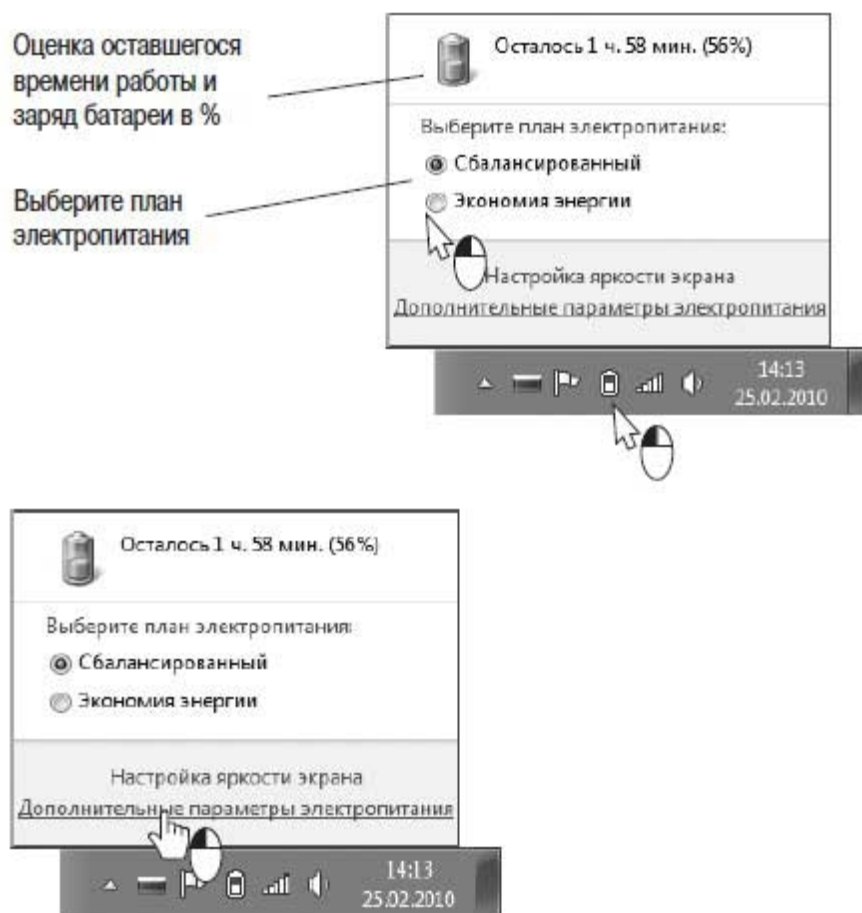 Оценка оставшегося
времени работы и
заряд батареи в %
Осталось 1 ч. 58 мин. (56%)
Выберите план электропитания:
Сбалансированный
Экономия энергии
Выберите план
электропитания
Настройка яркости экрана
Дополнительные параметры электропитания
14:13
25.02.2010
Осталось 1 ч. 58 мин. (56%)
Выберите план электропитания:
Сбалансированный
Экономия энергии
Настройка яркости экрана
Дополнительные параметры электропитания
14:13
25.02.2010